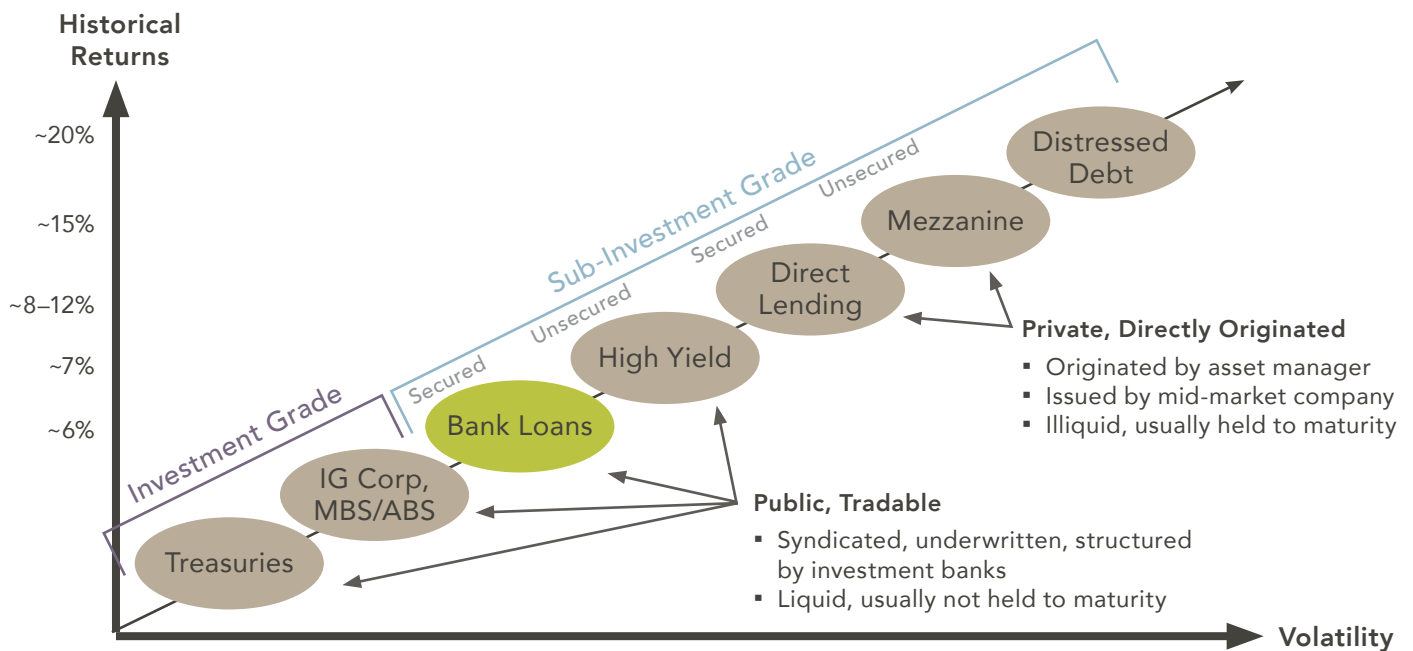 Historical
Returns
~20%
~15%
~8–12%
~7%
~6%
Investment Grade
Sub-Investment Grade
Secured
Unsecured
Secured
Unsecured
Treasuries
IG Corp,
MBS/ABS
Bank Loans
High Yield
Direct
Lending
Mezzanine
Distressed
Debt
Private, Directly Originated
▪ Originated by asset manager
▪ Issued by mid-market company
▪ Illiquid, usually held to maturity
Public, Tradable
▪ Syndicated, underwritten, structured
by investment banks
▪ Liquid, usually not held to maturity
Volatility